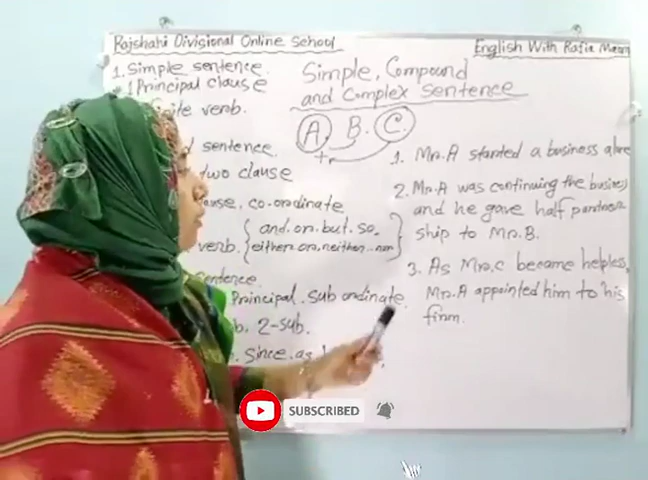 Rajshahi Divisional Online School
English With Rafia Mam
Simple, Compound
and Complex Sentence
1. Simple sentence.
1 Principal clause
finite verb.
sentence.
two clause
co-ordinate
verb. { and. or. but. so.
either or, neither..nor }
Sentence
Principal. Sub ordinate.
2-sub.
Since. as
A. B. C.
1. Mr. A started a business alone
2. Mr. A was continuing the business
and he gave half partner
ship to Mr. B.
3. As Mr. C became helpless,
Mr. A appointed him to his
firm.
SUBSCRIBED